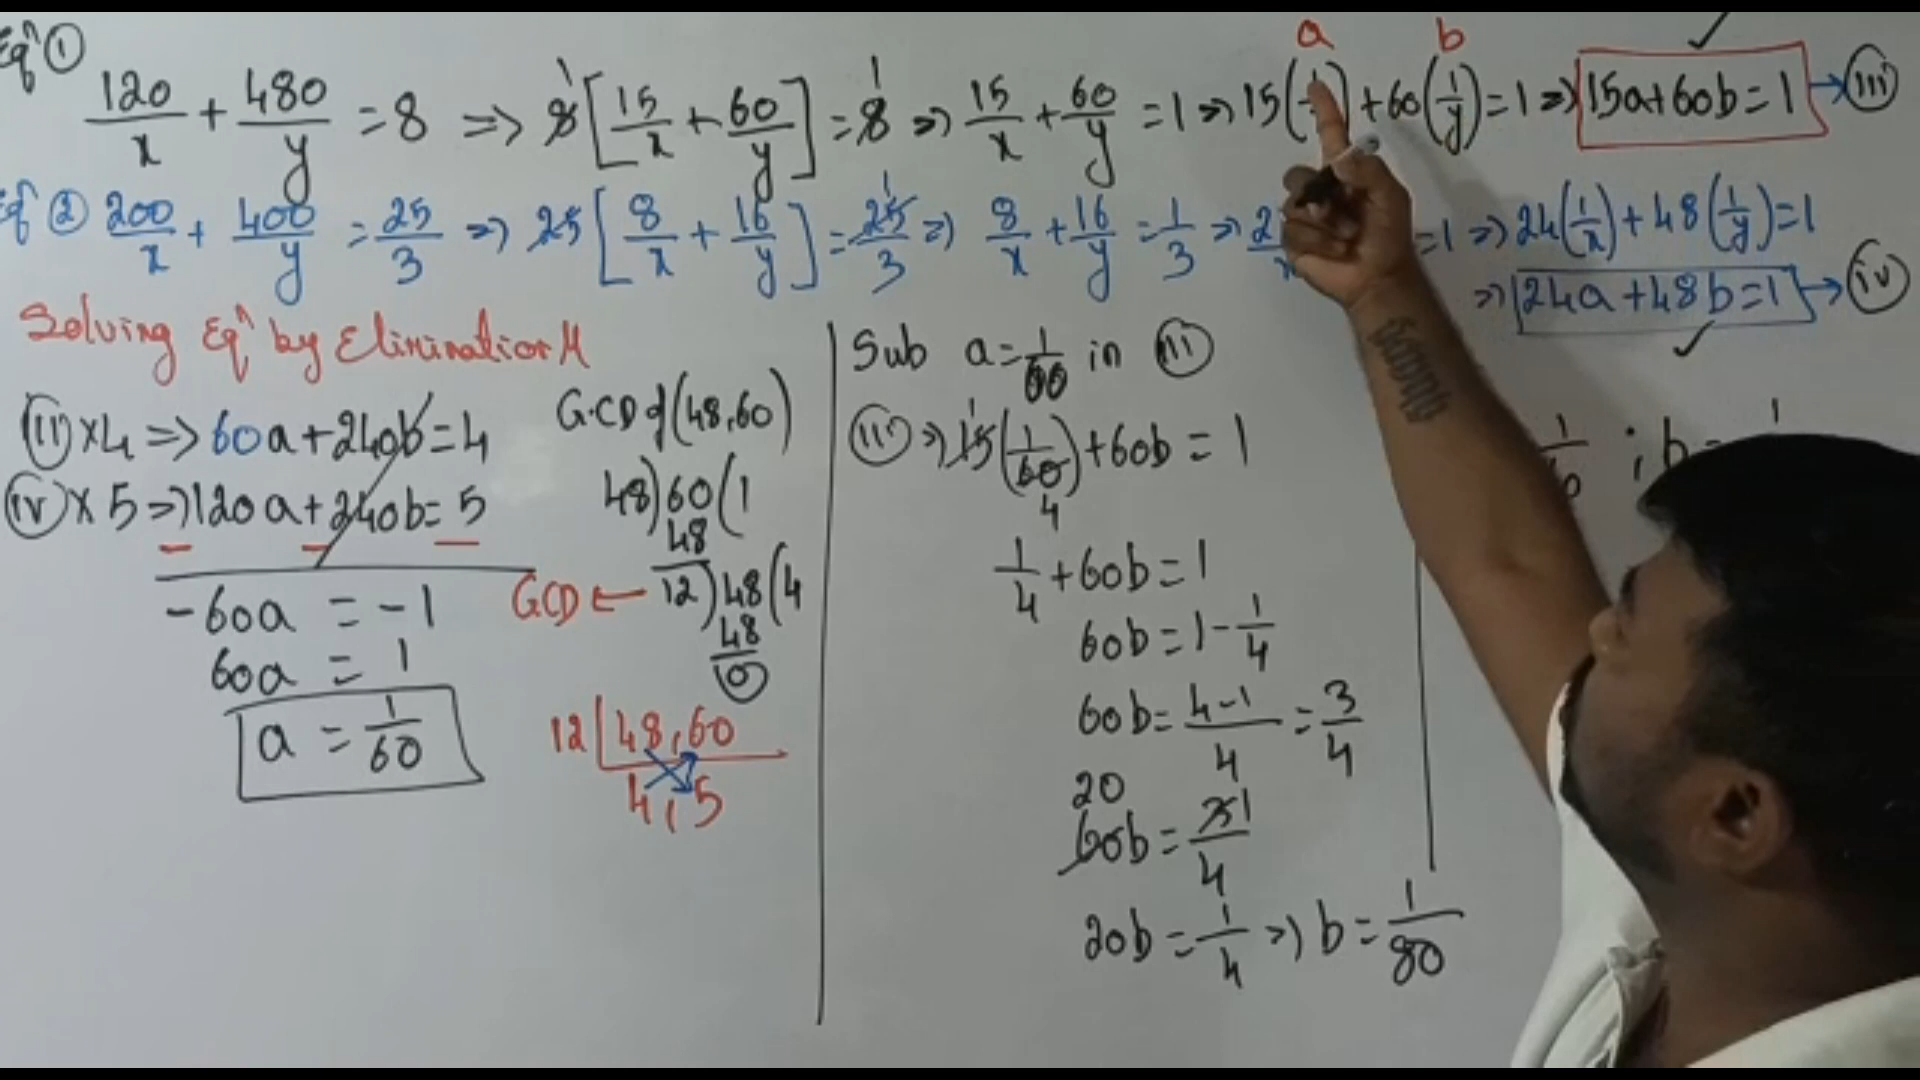 Eqⁿ ①
120/x + 480/y = 8 => 8[15/x + 60/y] = 8 => 15/x + 60/y = 1 => 15( )+60(1/y)=1 => 15a+60b=1 → (iii)
a b
Eqⁿ ② 200/x + 400/y = 25/3 => 25[8/x + 16/y] = 25/3 => 8/x + 16/y = 1/3 => =1 => 24(1/x)+48(1/y)=1
=> 24a+48b=1 → (iv)
Solving Eqⁿ by Elimination M
(iii)×4 => 60a+240b=4
(iv)×5 => 120a+240b=5
-60a = -1
60a = 1
a = 1/60
GCD of (48,60)
48)60(1
48
GCD ← 12)48(4
48
0
12|48,60
4,5
Sub a=1/60 in (iii)
(iii) => 15(1/60)+60b = 1
1
4
1/4+60b=1
60b=1-1/4
60b=4-1/4=3/4
20
60b=31/4
20b=1/4 => b=1/80
; b =